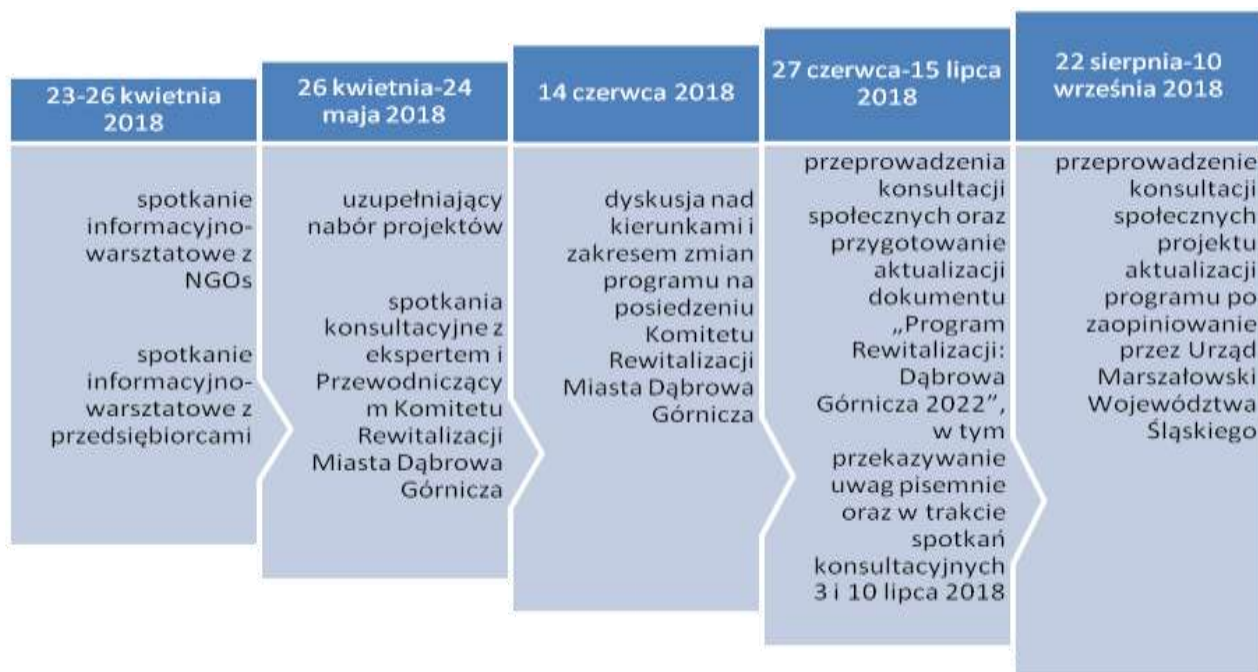 23-26 kwietnia
2018
spotkanie
informacyjno-
warsztatowe z
NGOs
spotkanie
informacyjno-
warsztatowe z
przedsiębiorcami
26 kwietnia-24
maja 2018
uzupełniający
nabór projektów
spotkania
konsultacyjne z
ekspertem i
Przewodniczący
m Komitetu
Rewitalizacji
Miasta Dąbrowa
Górnicza
14 czerwca 2018
dyskusja nad
kierunkami i
zakresem zmian
programu na
posiedzeniu
Komitetu
Rewitalizacji
Miasta Dąbrowa
Górnicza
27 czerwca-15 lipca
2018
przeprowadzenia
konsultacji
społecznych oraz
przygotowanie
aktualizacji
dokumentu
„Program
Rewitalizacji:
Dąbrowa
Górnicza 2022”,
w tym
przekazywanie
uwag pisemnie
oraz w trakcie
spotkań
konsultacyjnych
3 i 10 lipca 2018
22 sierpnia-10
września 2018
przeprowadzenie
konsultacji
społecznych
projektu
aktualizacji
programu po
zaopiniowanie
przez Urząd
Marszałowski
Województwa
Śląskiego